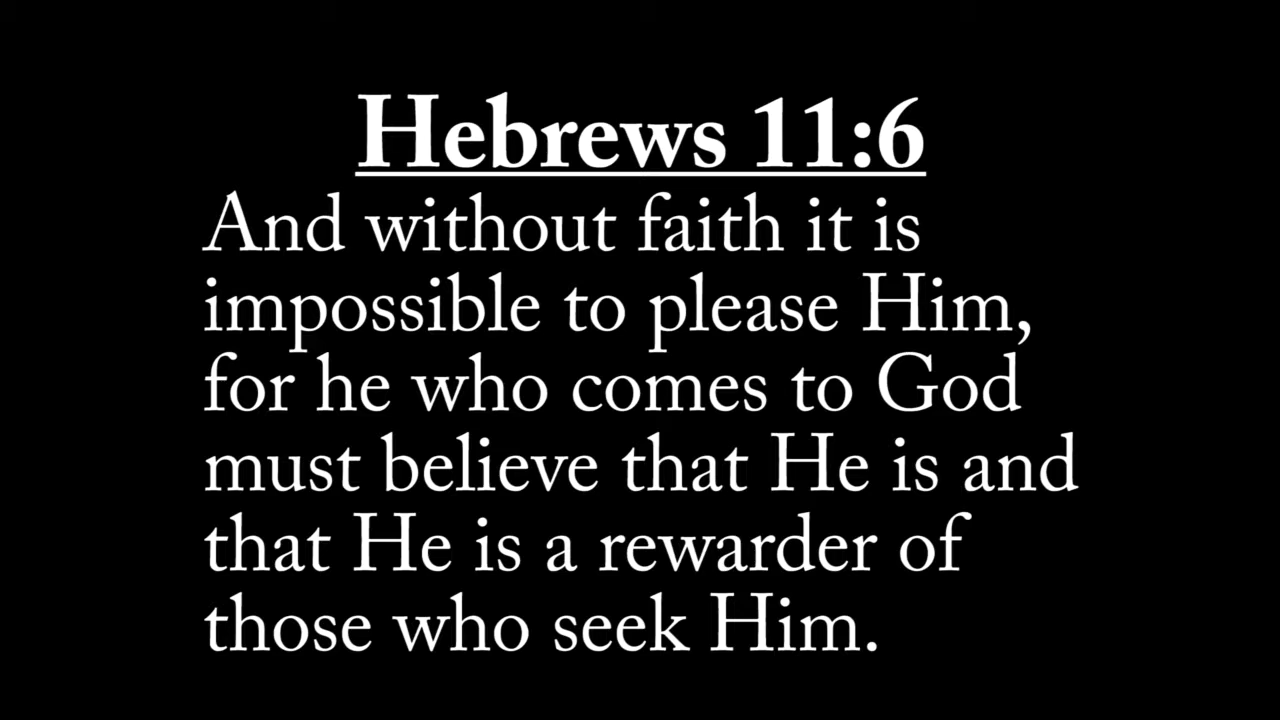 Hebrews 11:6
And without faith it is
impossible to please Him,
for he who comes to God
must believe that He is and
that He is a rewarder of
those who seek Him.